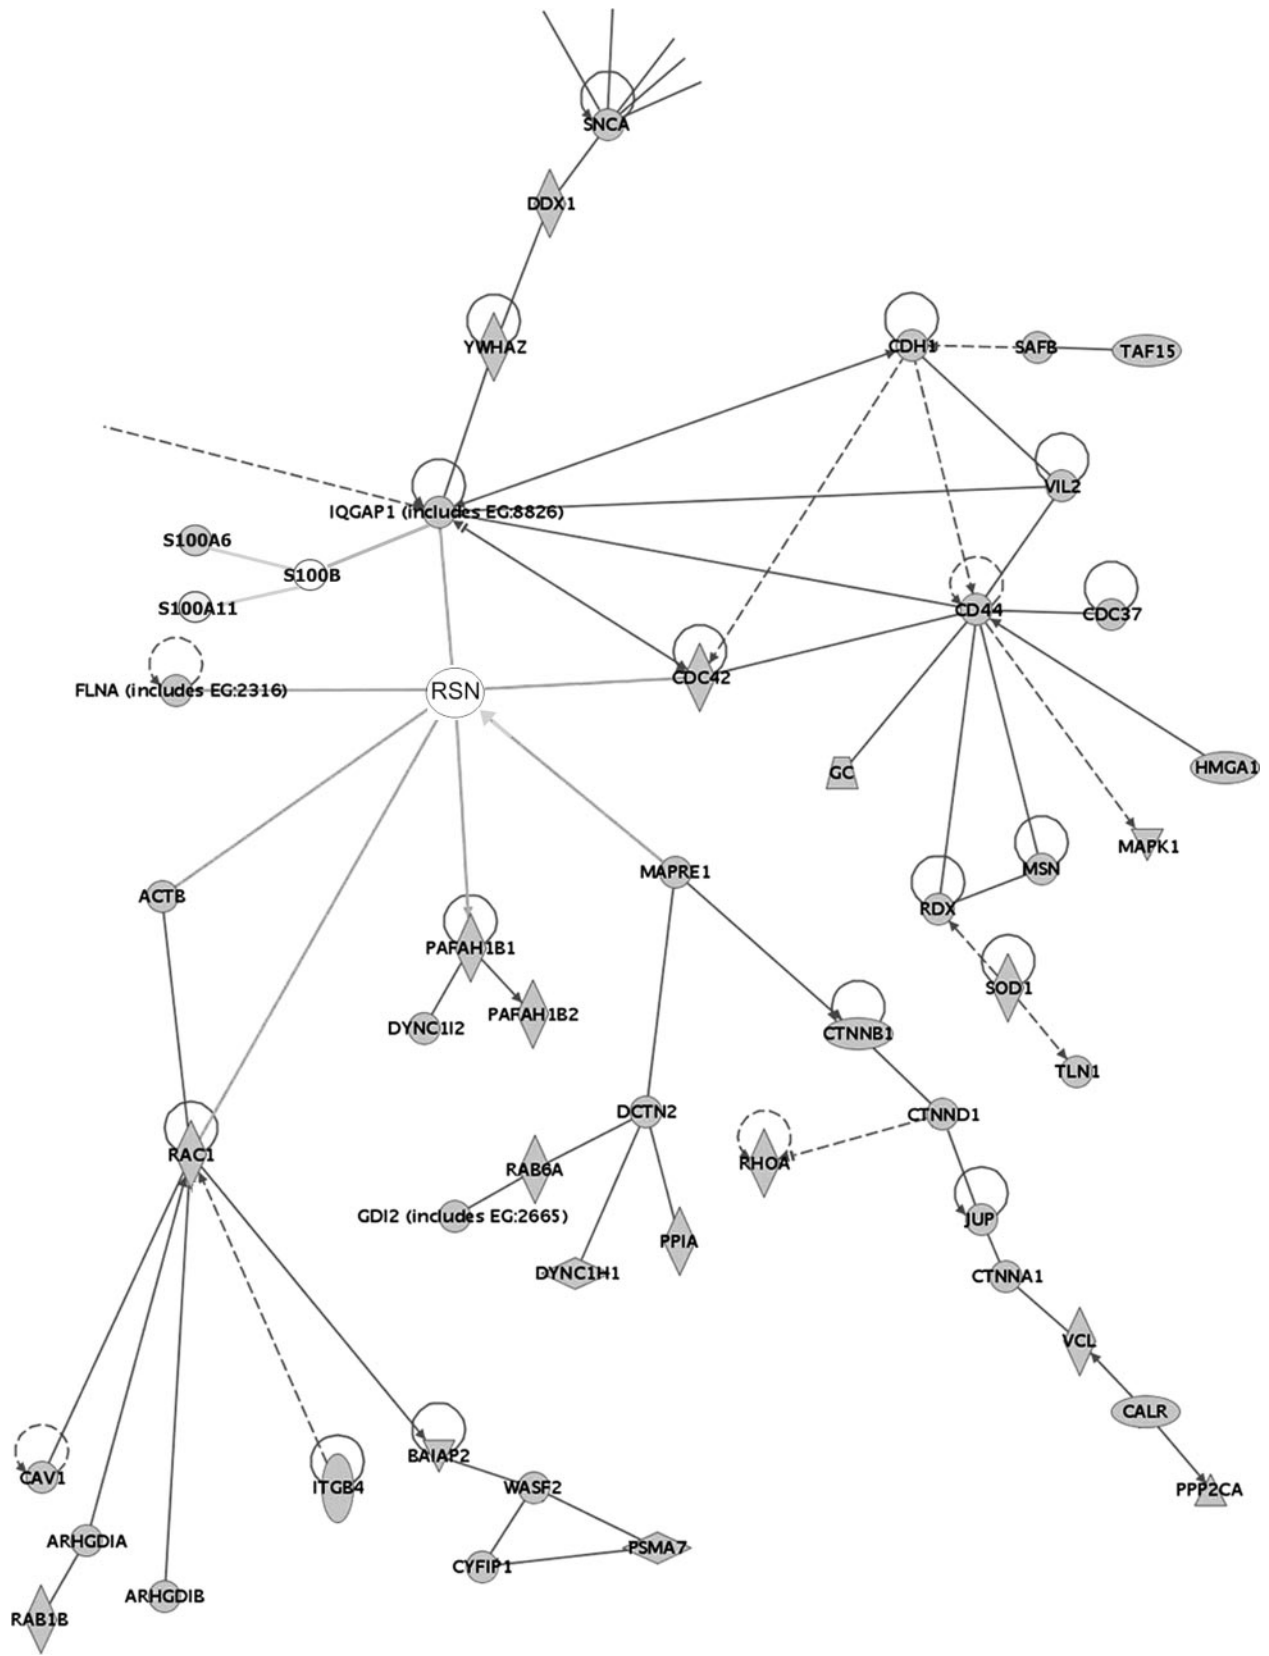 SNCA
DDX1
YWHAZ
CDH1
SAFB
TAF15
VIL2
IQGAP1 (includes EG:8826)
S100A6
S100B
S100A11
CD44
CDC37
FLNA (includes EG:2316)
RSN
CDC42
GC
HMGA1
MAPK1
MAPRE1
MSN
ACTB
RDX
PAFAH1B1
SOD1
PAFAH1B2
DYNC1I2
CTNNB1
TLN1
DCTN2
CTNND1
RAC1
RHOA
RAB6A
GDI2 (includes EG:2665)
JUP
PPIA
DYNC1H1
CTNNA1
VCL
CALR
BAIAP2
CAV1
ITGB4
WASF2
PPP2CA
ARHGDIA
PSMA7
CYFIP1
ARHGDIB
RAB1B